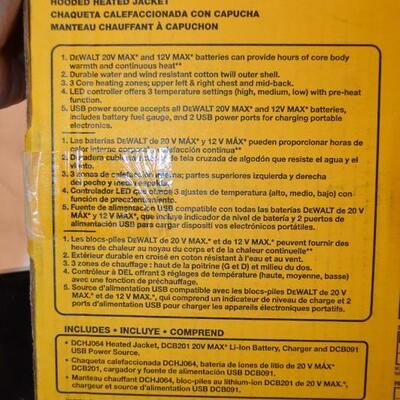 HOODED HEATED JACKET
CHAQUETA CALEFACCIONADA CON CAPUCHA
MANTEAU CHAUFFANT À CAPUCHON
1. DEWALT 20V MAX* and 12V MAX* batteries can provide hours of core body
warmth and continuous heat**
2. Durable water and wind resistant cotton twill outer shell.
3. 3 Core heating zones; upper left & right chest and mid-back.
4. LED controller offers 3 temperature settings (high, medium, low) with pre-heat
function.
5. USB power source accepts all DEWALT 20V MAX* and 12V MAX* batteries,
includes battery fuel gauge, and 2 USB power ports for charging portable
electronics.
1. Las baterías DEWALT de 20 V MÁX* y 12 V MÁX* pueden proporcionar horas de
calor interno corporal y calefacción continua**
2. cubierta de tela cruzada de algodón que resiste el agua y el
viento.
3. 3 zonas de calefacción internas; partes superiores izquierda y derecha
del pecho y
4. Controlador LED que ofrece 3 ajustes de temperatura (alto, medio, bajo) con
función de precalentamiento.
5. Fuente de alimentación USB compatible con todas las baterías DEWALT de 20 V
MÁX* y 12 V MÁX*, que incluye indicador de nivel de batería y 2 puertos de
alimentación USB para cargar dispositivos electrónicos portátiles.
1. Les blocs-piles DEWALT de 20 V MAX.* et de 12 V MAX.* peuvent fournir des
heures de chaleur au noyau du corps et de la chaleur continuelle**
2. Extérieur durable en croisé en coton résistant à l'eau et au vent.
3. 3 zones de chauffage : haut de la poitrine (G et D) et milieu du dos.
4. Contrôleur à DEL offrant 3 réglages de température (haute, moyenne, basse)
avec une fonction de préchauffage.
5. Source d'alimentation USB compatible avec les blocs-piles DEWALT de 20 V
MAX.* et de 12 V MAX.*, qui comprend un indicateur de niveau de charge et 2
ports d'alimentation USB pour charger les appareils électroniques portatifs.
INCLUDES • INCLUYE • COMPREND
• DCHJ064 Heated Jacket, DCB201 20V MAX* Li-Ion Battery, Charger and DCB091
USB Power Source.
• Chaqueta calefaccionada DCHJ064, batería de iones de litio de 20 V MÁX*
DCB201, cargador y fuente de alimentación USB DCB091.
• Manteau chauffant DCHJ064, bloc-piles au lithium-ion DCB201 de 20 V MAX.*,
chargeur et source d'alimentation USB DCB091.